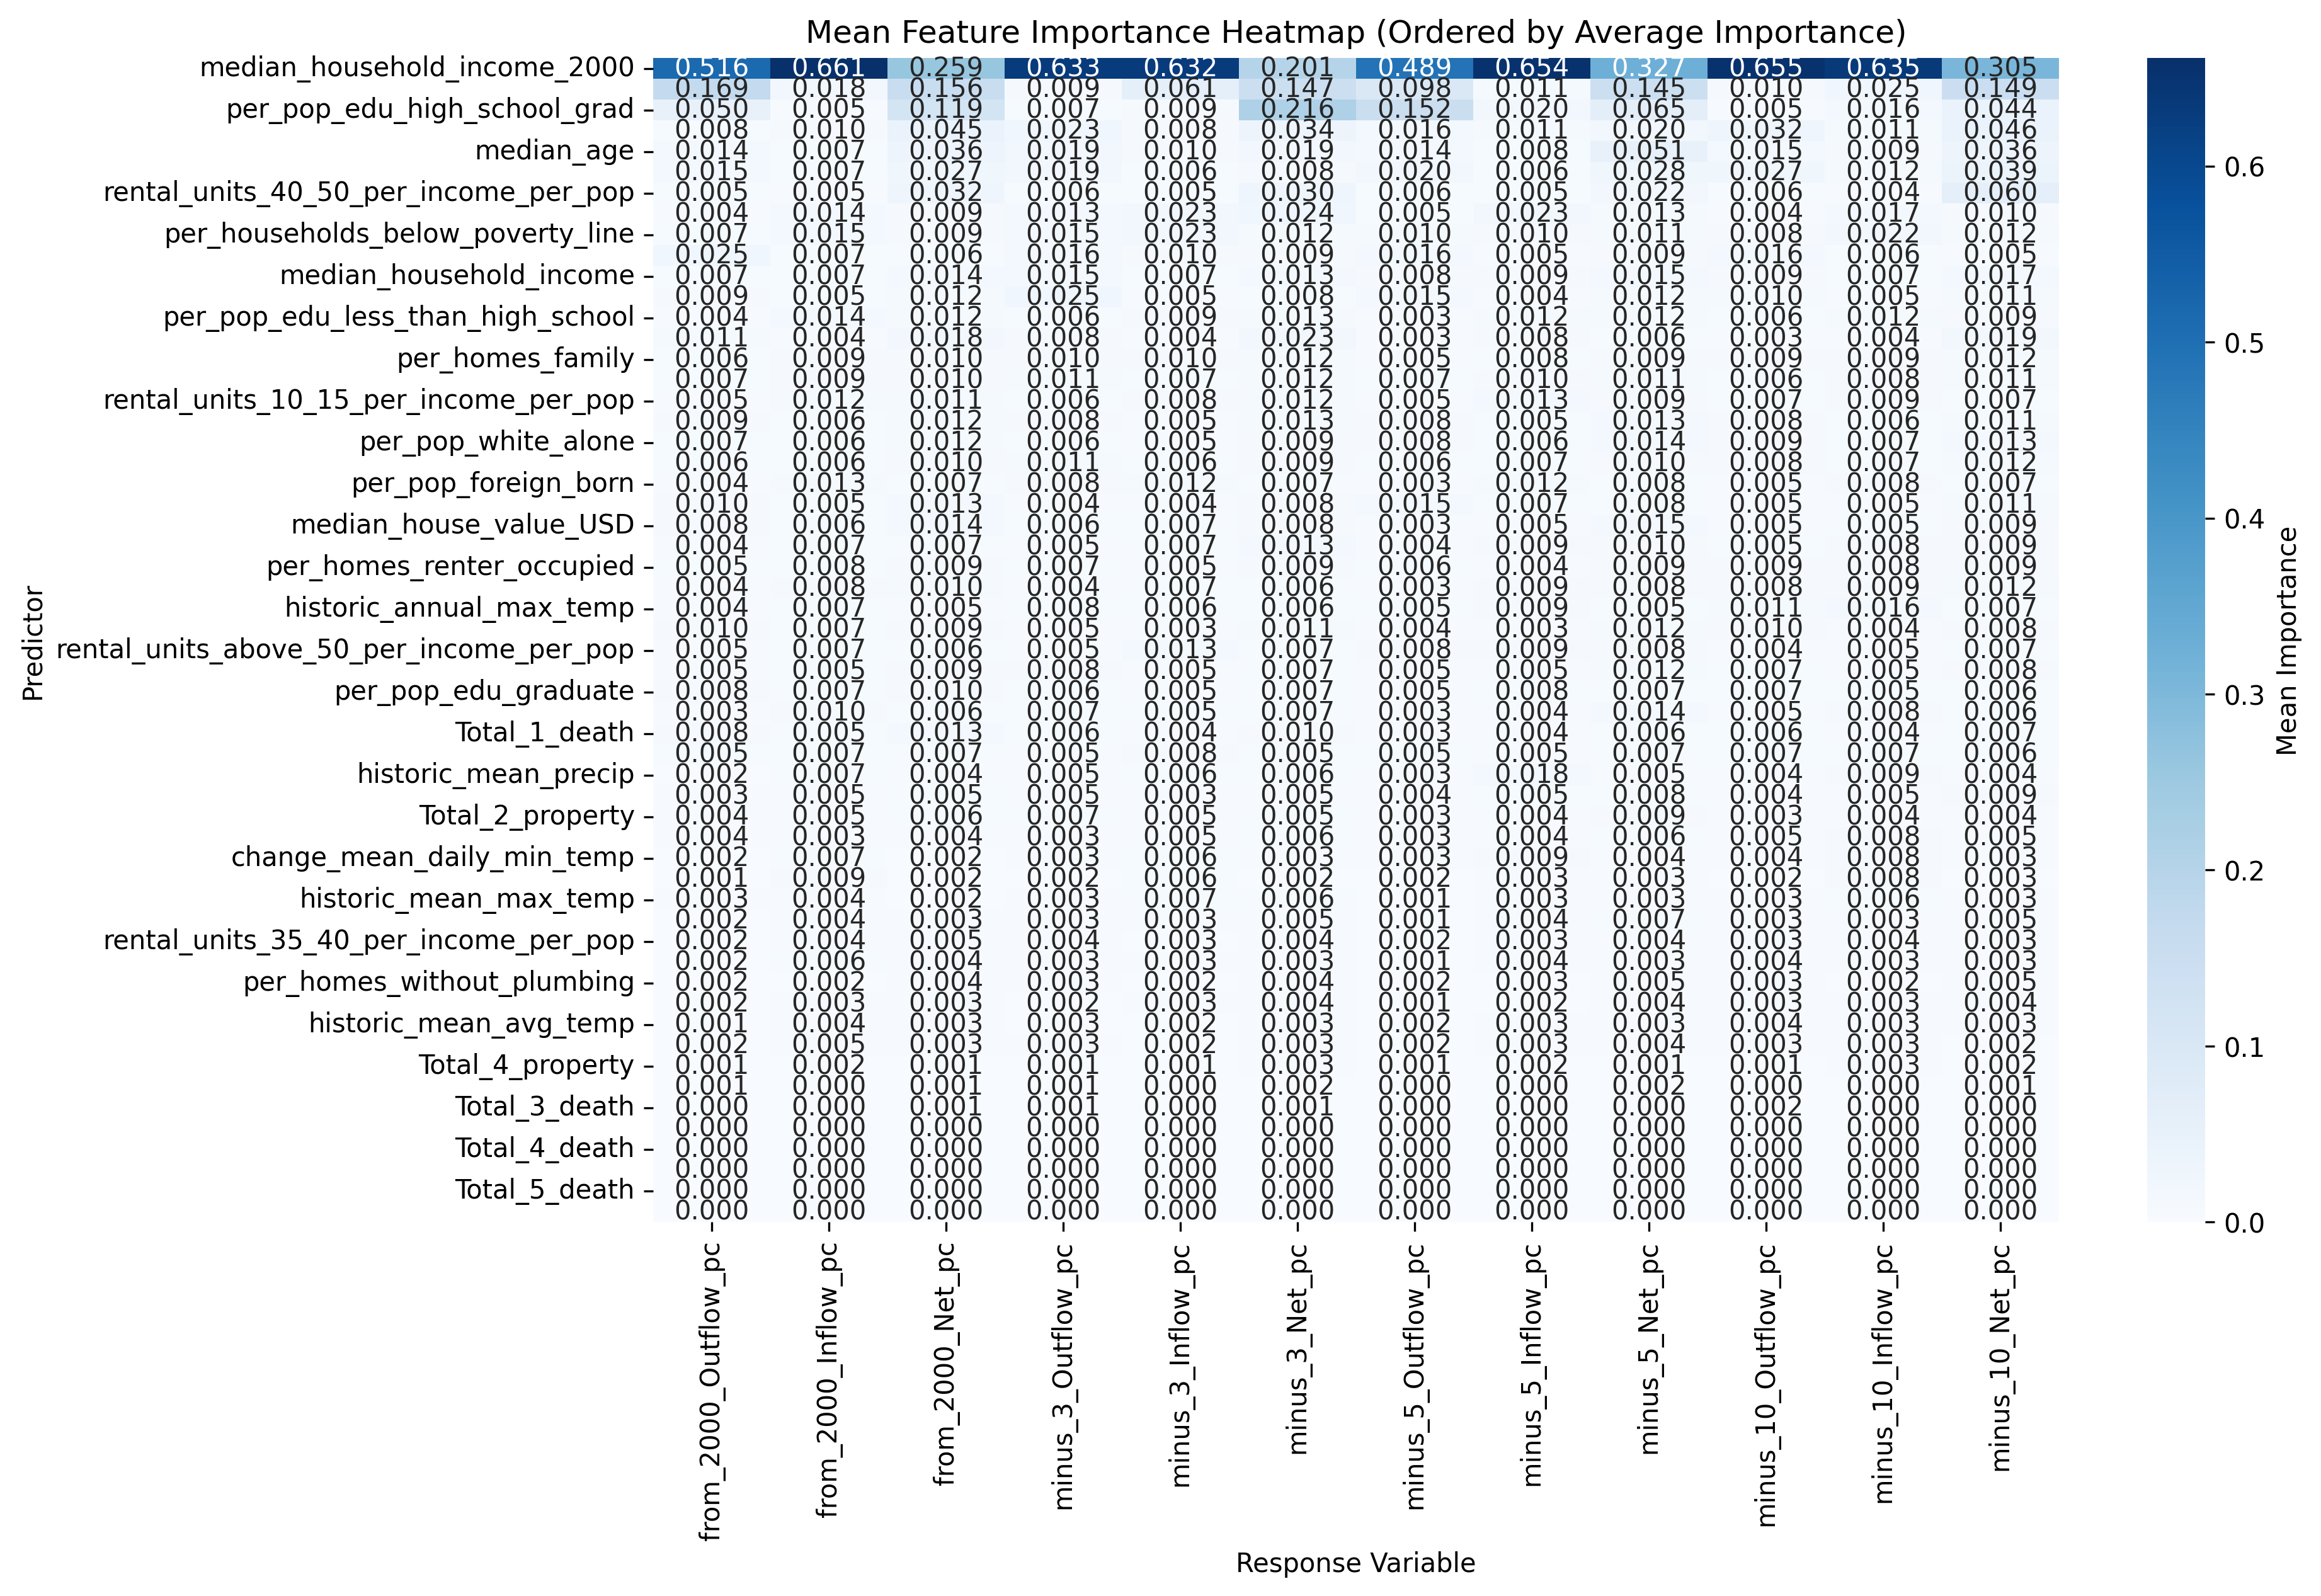 Mean Feature Importance Heatmap (Ordered by Average Importance)
median_household_income_2000 0.516 0.661 0.259 0.633 0.632 0.201 0.489 0.654 0.327 0.655 0.635 0.305
0.169 0.018 0.156 0.009 0.061 0.147 0.098 0.011 0.145 0.010 0.025 0.149
per_pop_edu_high_school_grad 0.050 0.005 0.119 0.007 0.009 0.216 0.152 0.020 0.065 0.005 0.016 0.044
0.008 0.010 0.045 0.023 0.008 0.034 0.016 0.011 0.020 0.032 0.011 0.046
median_age 0.014 0.007 0.036 0.019 0.010 0.019 0.014 0.008 0.051 0.015 0.009 0.036
0.015 0.007 0.027 0.019 0.006 0.008 0.020 0.006 0.028 0.027 0.012 0.039
rental_units_40_50_per_income_per_pop 0.005 0.005 0.032 0.006 0.005 0.030 0.006 0.005 0.022 0.006 0.004 0.060
0.004 0.014 0.009 0.013 0.023 0.024 0.005 0.023 0.013 0.004 0.017 0.010
per_households_below_poverty_line 0.007 0.015 0.009 0.015 0.023 0.012 0.010 0.010 0.011 0.008 0.022 0.012
0.025 0.007 0.006 0.016 0.010 0.009 0.016 0.005 0.009 0.016 0.006 0.005
median_household_income 0.007 0.007 0.014 0.015 0.007 0.013 0.008 0.009 0.015 0.009 0.007 0.017
0.009 0.005 0.012 0.025 0.005 0.008 0.015 0.004 0.012 0.010 0.005 0.011
per_pop_edu_less_than_high_school 0.004 0.014 0.012 0.006 0.009 0.013 0.003 0.012 0.012 0.006 0.012 0.009
0.011 0.004 0.018 0.008 0.004 0.023 0.003 0.008 0.006 0.003 0.004 0.019
per_homes_family 0.006 0.009 0.010 0.010 0.010 0.012 0.005 0.008 0.009 0.009 0.009 0.012
0.007 0.009 0.010 0.011 0.007 0.012 0.007 0.010 0.011 0.006 0.008 0.011
rental_units_10_15_per_income_per_pop 0.005 0.012 0.011 0.006 0.008 0.012 0.005 0.013 0.009 0.007 0.009 0.007
0.009 0.006 0.012 0.008 0.005 0.013 0.008 0.005 0.013 0.008 0.006 0.011
per_pop_white_alone 0.007 0.006 0.012 0.006 0.005 0.009 0.008 0.006 0.014 0.009 0.007 0.013
0.006 0.006 0.010 0.011 0.006 0.009 0.006 0.007 0.010 0.008 0.007 0.012
per_pop_foreign_born 0.004 0.013 0.007 0.008 0.012 0.007 0.003 0.012 0.008 0.005 0.008 0.007
0.010 0.005 0.013 0.004 0.004 0.008 0.015 0.007 0.008 0.005 0.005 0.011
median_house_value_USD 0.008 0.006 0.014 0.006 0.007 0.008 0.003 0.005 0.015 0.005 0.005 0.009
0.004 0.007 0.007 0.005 0.007 0.013 0.004 0.009 0.010 0.005 0.008 0.009
per_homes_renter_occupied 0.005 0.008 0.009 0.007 0.005 0.009 0.006 0.004 0.009 0.009 0.008 0.009
0.004 0.008 0.010 0.004 0.007 0.006 0.003 0.009 0.008 0.008 0.009 0.012
historic_annual_max_temp 0.004 0.007 0.005 0.008 0.006 0.006 0.005 0.009 0.005 0.011 0.016 0.007
0.010 0.007 0.009 0.005 0.003 0.011 0.004 0.003 0.012 0.010 0.004 0.008
rental_units_above_50_per_income_per_pop 0.005 0.007 0.006 0.005 0.013 0.007 0.008 0.009 0.008 0.004 0.005 0.007
0.005 0.005 0.009 0.008 0.005 0.007 0.005 0.005 0.012 0.007 0.005 0.008
per_pop_edu_graduate 0.008 0.007 0.010 0.006 0.005 0.007 0.005 0.008 0.007 0.007 0.005 0.006
0.003 0.010 0.006 0.007 0.005 0.007 0.003 0.004 0.014 0.005 0.008 0.006
Total_1_death 0.008 0.005 0.013 0.006 0.004 0.010 0.003 0.004 0.006 0.006 0.004 0.007
0.005 0.007 0.007 0.005 0.008 0.005 0.005 0.005 0.007 0.007 0.007 0.006
historic_mean_precip 0.002 0.007 0.004 0.005 0.006 0.006 0.003 0.018 0.005 0.004 0.009 0.004
0.003 0.005 0.005 0.005 0.003 0.005 0.004 0.005 0.008 0.004 0.005 0.009
Total_2_property 0.004 0.005 0.006 0.007 0.005 0.005 0.003 0.004 0.009 0.003 0.004 0.004
0.004 0.003 0.004 0.003 0.005 0.006 0.003 0.004 0.006 0.005 0.008 0.005
change_mean_daily_min_temp 0.002 0.007 0.002 0.003 0.006 0.003 0.003 0.009 0.004 0.004 0.008 0.003
0.001 0.009 0.002 0.002 0.006 0.002 0.002 0.003 0.003 0.002 0.008 0.003
historic_mean_max_temp 0.003 0.004 0.002 0.003 0.007 0.006 0.001 0.003 0.003 0.003 0.006 0.003
0.002 0.004 0.003 0.003 0.003 0.005 0.001 0.004 0.007 0.003 0.003 0.005
rental_units_35_40_per_income_per_pop 0.002 0.004 0.005 0.004 0.003 0.004 0.002 0.003 0.004 0.003 0.004 0.003
0.002 0.006 0.004 0.003 0.003 0.003 0.001 0.004 0.003 0.004 0.003 0.003
per_homes_without_plumbing 0.002 0.002 0.004 0.003 0.002 0.004 0.002 0.003 0.005 0.003 0.002 0.005
0.002 0.003 0.003 0.002 0.003 0.004 0.001 0.002 0.004 0.003 0.003 0.004
historic_mean_avg_temp 0.001 0.004 0.003 0.003 0.002 0.003 0.002 0.003 0.003 0.004 0.003 0.003
0.002 0.005 0.003 0.003 0.002 0.003 0.002 0.003 0.004 0.003 0.003 0.002
Total_4_property 0.001 0.002 0.001 0.001 0.001 0.003 0.001 0.002 0.001 0.001 0.003 0.002
0.001 0.000 0.001 0.001 0.000 0.002 0.000 0.000 0.002 0.000 0.000 0.001
Total_3_death 0.000 0.000 0.001 0.001 0.000 0.001 0.000 0.000 0.000 0.002 0.000 0.000
0.000 0.000 0.000 0.000 0.000 0.000 0.000 0.000 0.000 0.000 0.000 0.000
Total_4_death 0.000 0.000 0.000 0.000 0.000 0.000 0.000 0.000 0.000 0.000 0.000 0.000
0.000 0.000 0.000 0.000 0.000 0.000 0.000 0.000 0.000 0.000 0.000 0.000
Total_5_death 0.000 0.000 0.000 0.000 0.000 0.000 0.000 0.000 0.000 0.000 0.000 0.000
0.000 0.000 0.000 0.000 0.000 0.000 0.000 0.000 0.000 0.000 0.000 0.000
Predictor
from_2000_Outflow_pc
from_2000_Inflow_pc
from_2000_Net_pc
minus_3_Outflow_pc
minus_3_Inflow_pc
minus_3_Net_pc
minus_5_Outflow_pc
minus_5_Inflow_pc
minus_5_Net_pc
minus_10_Outflow_pc
minus_10_Inflow_pc
minus_10_Net_pc
Response Variable
0.6
0.5
0.4
0.3
0.2
0.1
0.0
Mean Importance